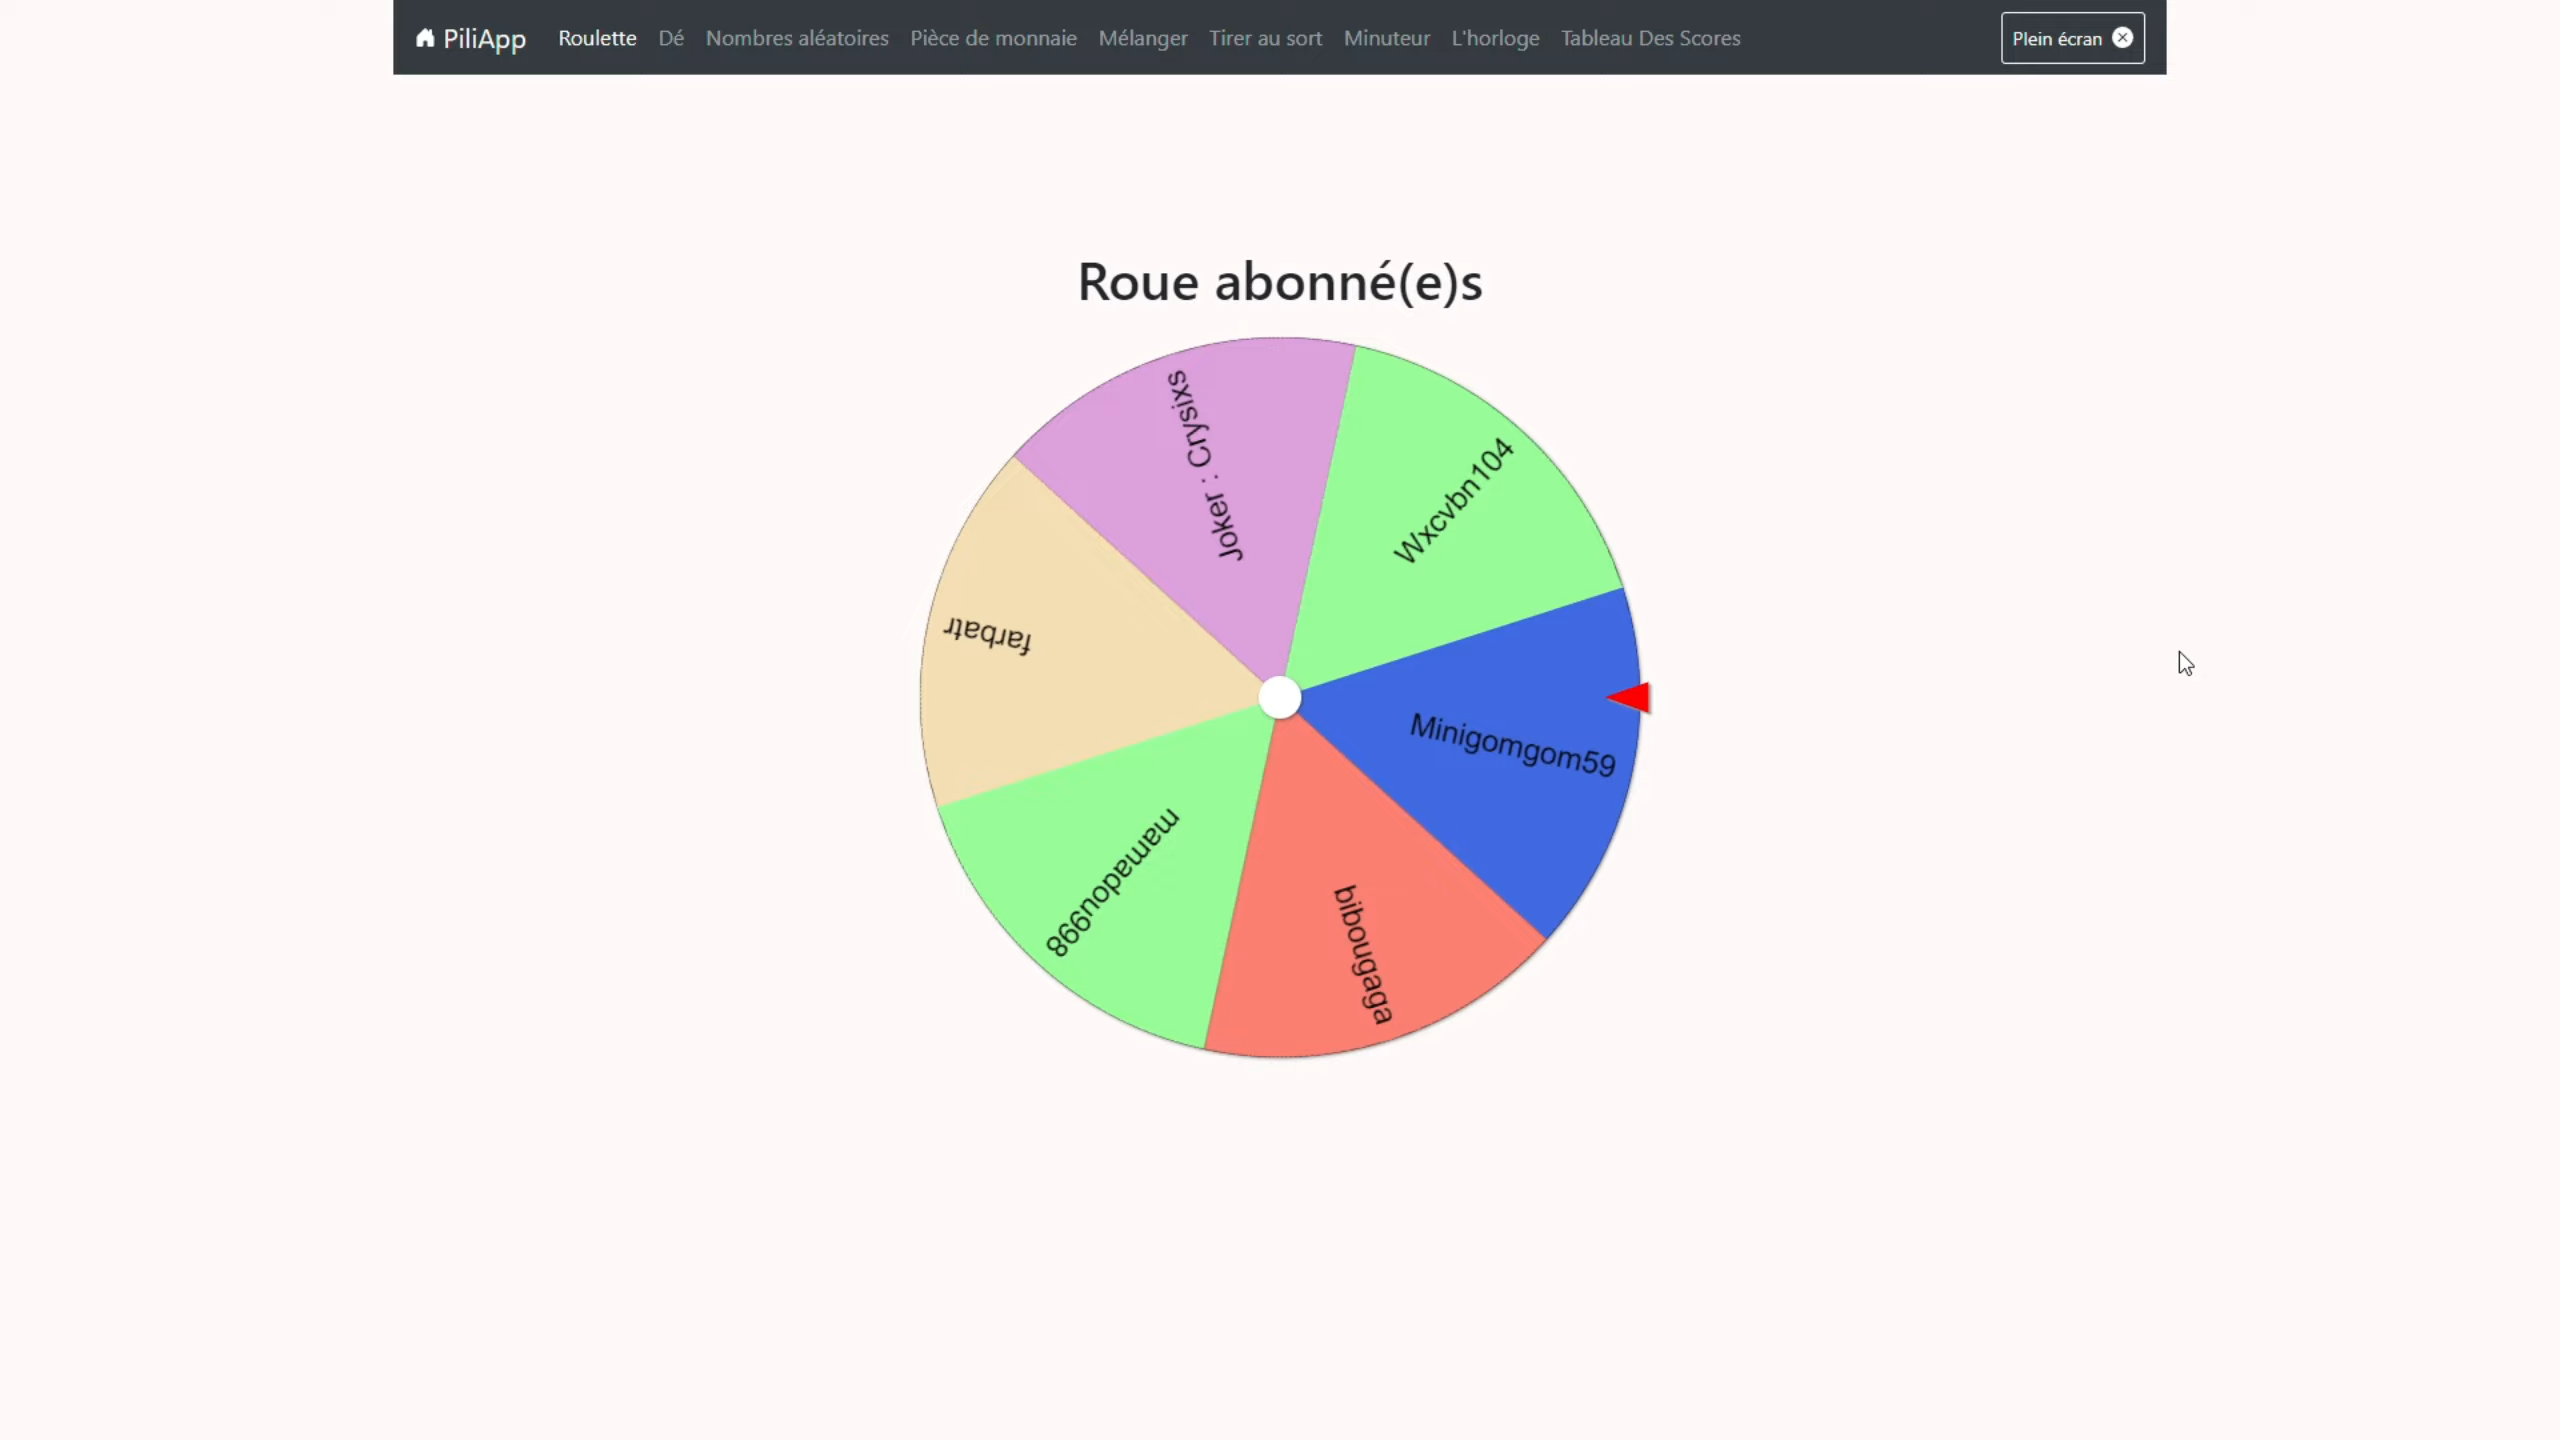 PiliApp Roulette Dé Nombres aléatoires Pièce de monnaie Mélanger Tirer au sort Minuteur L'horloge Tableau Des Scores Plein écran
Roue abonné(e)s
Joker : Crysixs
Wxcvbn104
farbatr
Minigomgom59
mamadou998
bibougaga